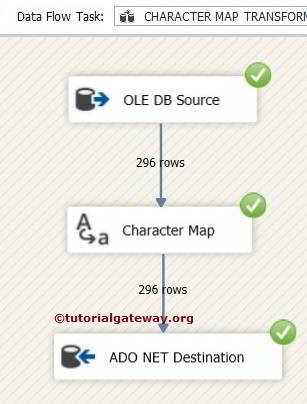 Data Flow Task: CHARACTER MAP TRANSFORM
OLE DB Source
296 rows
Character Map
296 rows
©tutorialgateway.org
ADO NET Destination